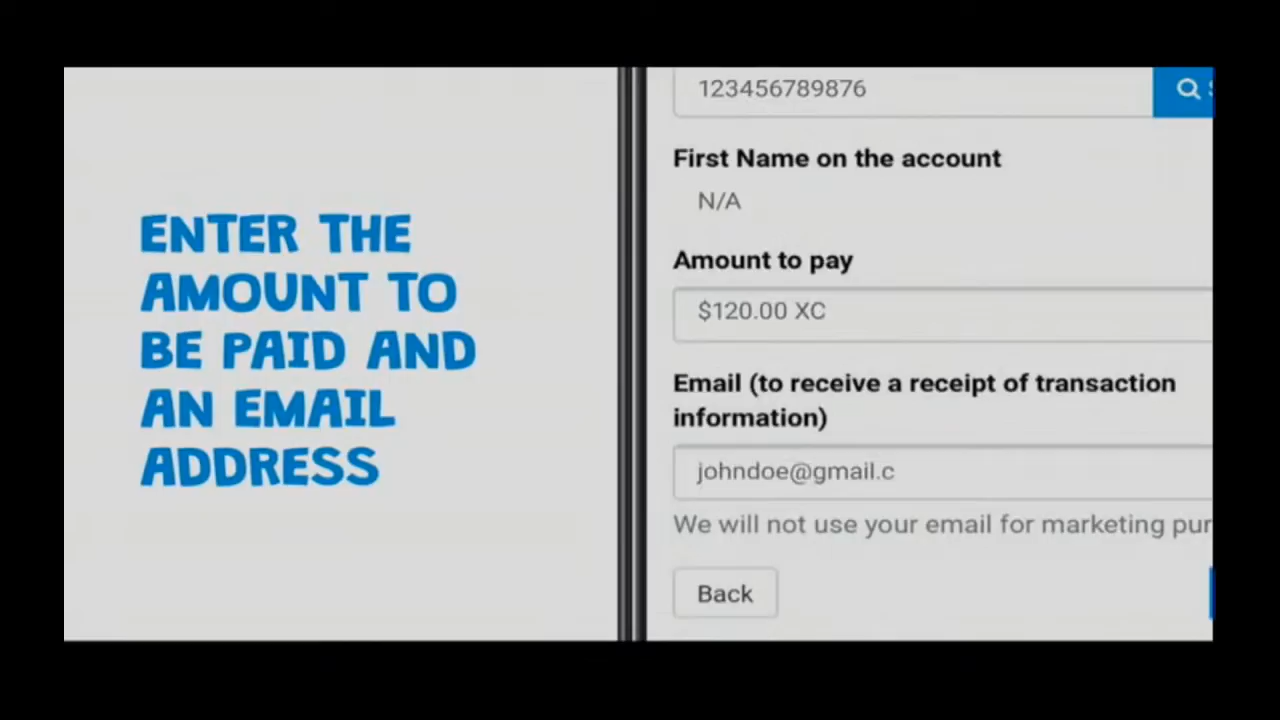 ENTER THE
AMOUNT TO
BE PAID AND
AN EMAIL
ADDRESS
123456789876
First Name on the account
N/A
Amount to pay
$120.00 XC
Email (to receive a receipt of transaction
information)
johndoe@gmail.c
We will not use your email for marketing pur
Back